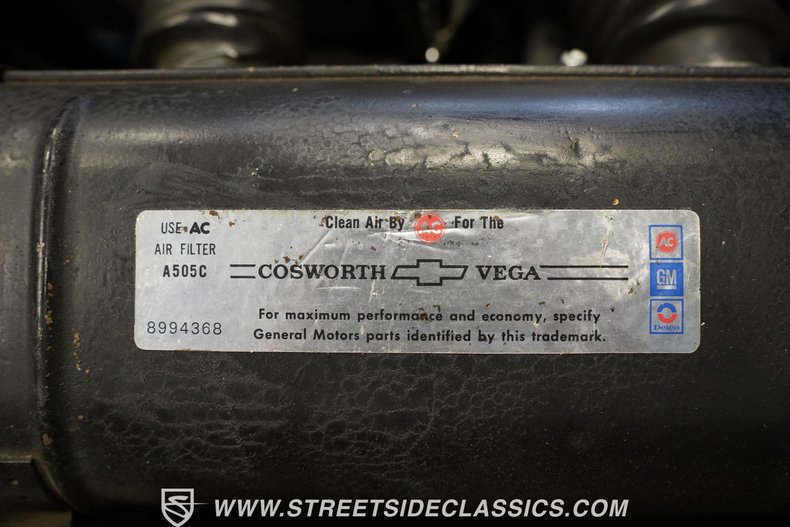 USE AC
AIR FILTER
A505C
8994368
Clean Air By AC For The
COSWORTH VEGA
For maximum performance and economy, specify
General Motors parts identified by this trademark.
AC
GM
Delco
WWW.STREETSIDECLASSICS.COM